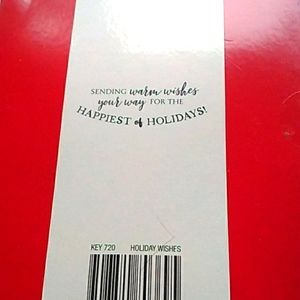 SENDING warm wishes
your way FOR THE
HAPPIEST of HOLIDAYS!
KEY 720 HOLIDAY WISHES